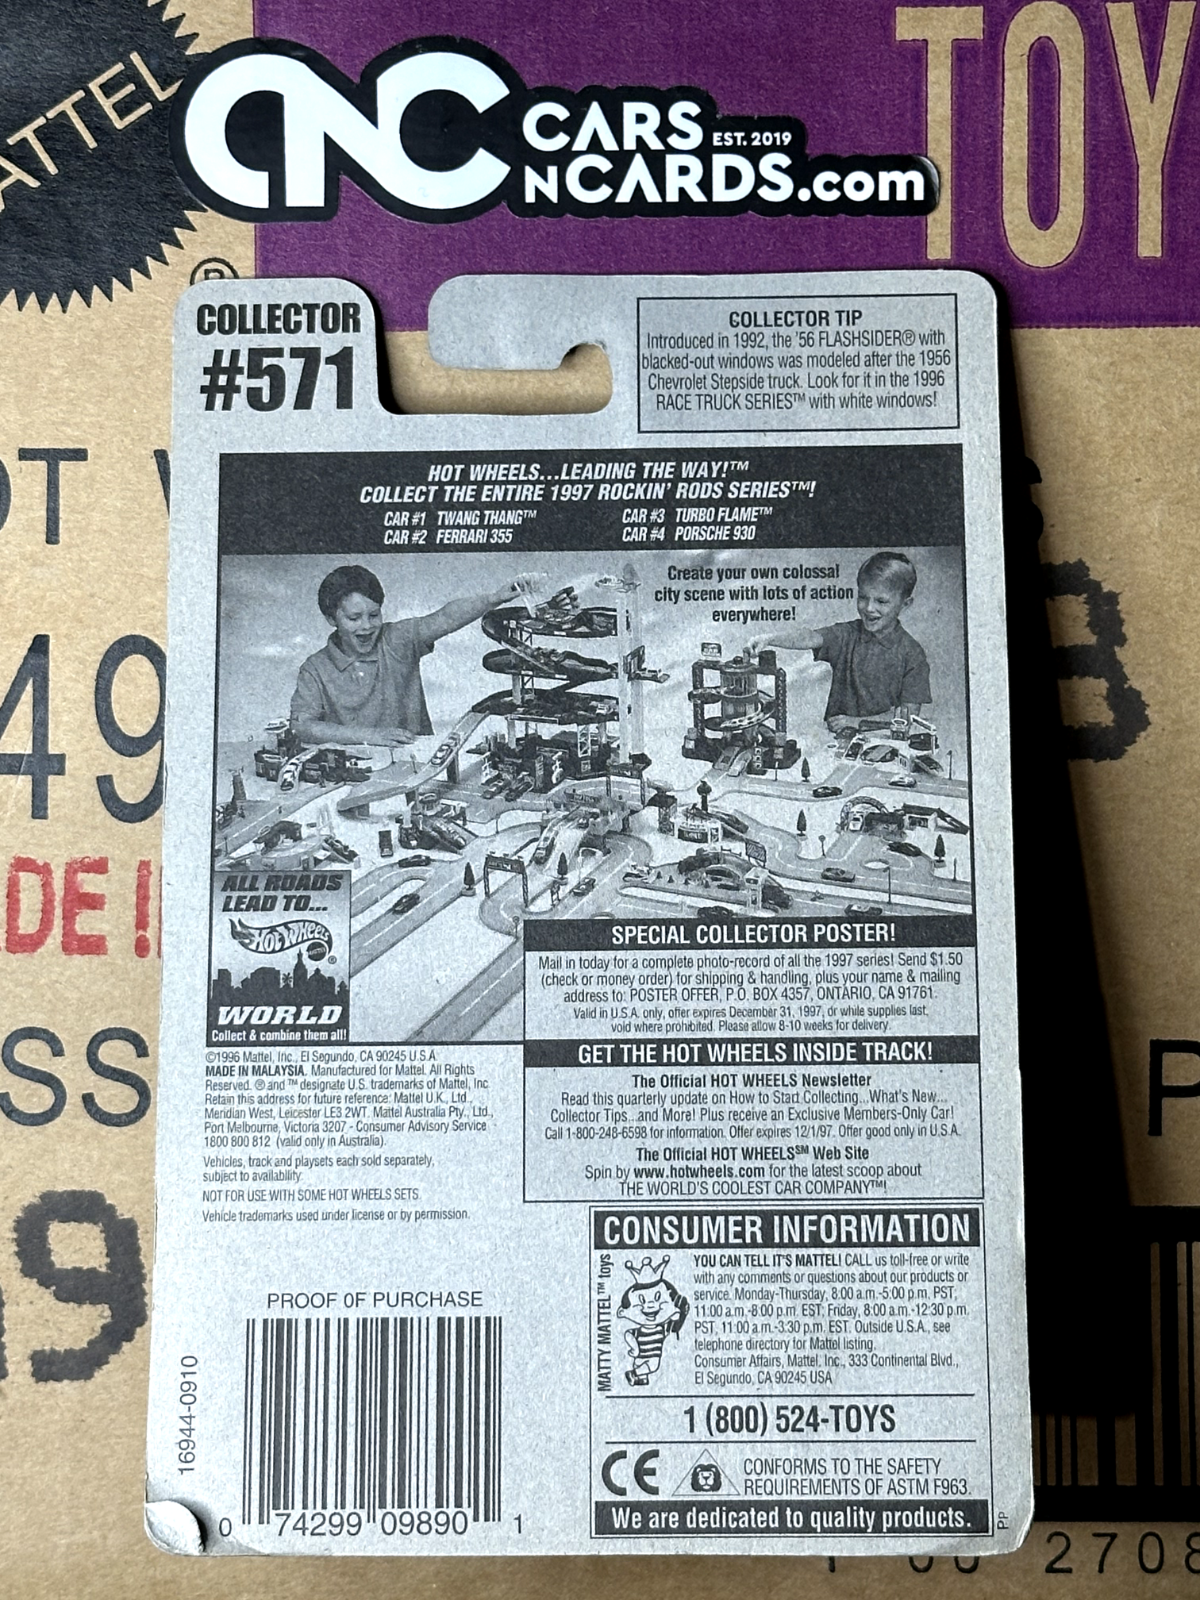 ATTEL
TOY
CNC CARS EST. 2019
NCARDS.com
®
COLLECTOR
#571
COLLECTOR TIP
Introduced in 1992, the '56 FLASHSIDER® with
blacked-out windows was modeled after the 1956
Chevrolet Stepside truck. Look for it in the 1996
RACE TRUCK SERIES™ with white windows!
HOT WHEELS...LEADING THE WAY!™
COLLECT THE ENTIRE 1997 ROCKIN' RODS SERIES™!
CAR #1 TWANG THANG™ CAR #3 TURBO FLAME™
CAR #2 FERRARI 355 CAR #4 PORSCHE 930
Create your own colossal
city scene with lots of action
everywhere!
ALL ROADS
LEAD TO...
Hot Wheels
®
WORLD
Collect & combine them all!
SPECIAL COLLECTOR POSTER!
Mail in today for a complete photo-record of all the 1997 series! Send $1.50
(check or money order) for shipping & handling, plus your name & mailing
address to: POSTER OFFER, P.O. BOX 4357, ONTARIO, CA 91761.
Valid in U.S.A. only, offer expires December 31, 1997, or while supplies last,
void where prohibited. Please allow 8-10 weeks for delivery.
GET THE HOT WHEELS INSIDE TRACK!
The Official HOT WHEELS Newsletter
Read this quarterly update on How to Start Collecting...What's New...
Collector Tips...and More! Plus receive an Exclusive Members-Only Car!
Call 1-800-248-6598 for information. Offer expires 12/1/97. Offer good only in U.S.A.
The Official HOT WHEELS℠ Web Site
Spin by www.hotwheels.com for the latest scoop about
THE WORLD'S COOLEST CAR COMPANY™!
©1996 Mattel, Inc., El Segundo, CA 90245 U.S.A.
MADE IN MALAYSIA. Manufactured for Mattel. All Rights
Reserved. ® and ™ designate U.S. trademarks of Mattel, Inc.
Retain this address for future reference: Mattel U.K., Ltd.,
Meridian West, Leicester LE3 2WT. Mattel Australia Pty., Ltd.,
Port Melbourne, Victoria 3207 - Consumer Advisory Service
1800 800 812 (valid only in Australia).
Vehicles, track and playsets each sold separately,
subject to availability.
NOT FOR USE WITH SOME HOT WHEELS SETS.
Vehicle trademarks used under license or by permission.
CONSUMER INFORMATION
MATTY MATTEL™ toys
YOU CAN TELL IT'S MATTEL! CALL us toll-free or write
with any comments or questions about our products or
service. Monday-Thursday, 8:00 a.m.-5:00 p.m. PST,
11:00 a.m.-8:00 p.m. EST; Friday, 8:00 a.m.-12:30 p.m.
PST, 11:00 a.m.-3:30 p.m. EST. Outside U.S.A., see
telephone directory for Mattel listing.
Consumer Affairs, Mattel, Inc., 333 Continental Blvd.,
El Segundo, CA 90245 USA
1 (800) 524-TOYS
CE
CONFORMS TO THE SAFETY
REQUIREMENTS OF ASTM F963.
We are dedicated to quality products.
PP
PROOF OF PURCHASE
16944-0910
0 74299 09890 1
OT
49
DE I
SS
9
B
P
2708